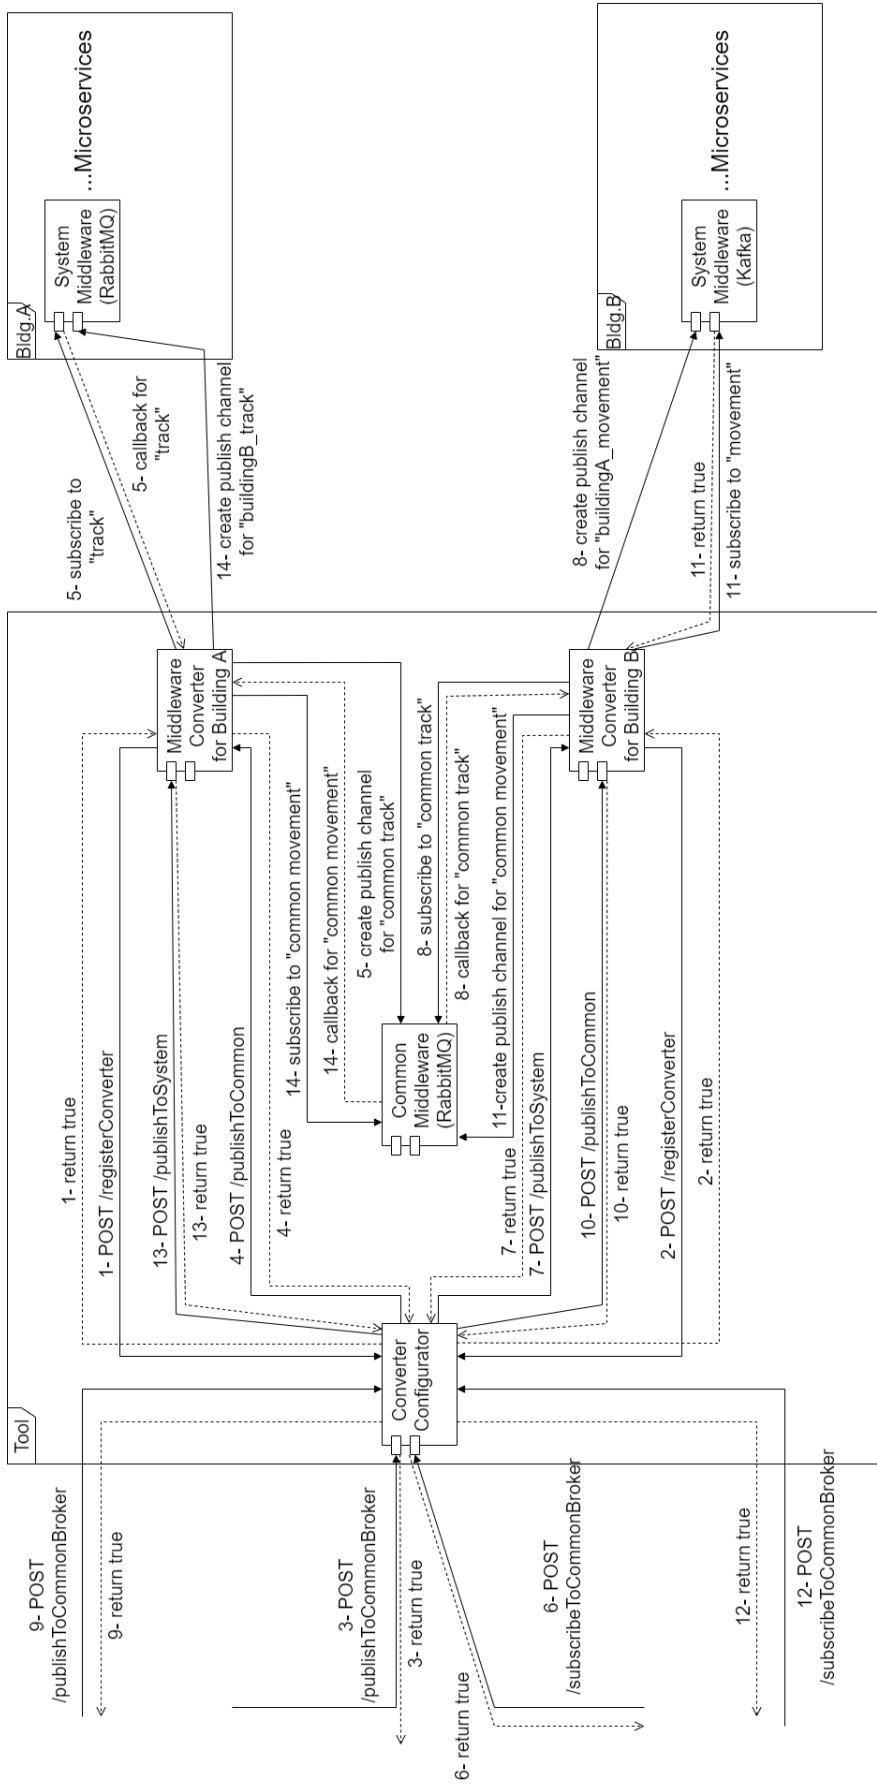 Tool
9- POST
/publishToCommonBroker
9- return true
3- POST
/publishToCommonBroker
3- return true
6- return true
6- POST
/subscribeToCommonBroker
12- return true
12- POST
/subscribeToCommonBroker
Converter
Configurator
1- return true
1- POST /registerConverter
13- POST /publishToSystem
13- return true
4- POST /publishToCommon
4- return true
14- subscribe to "common movement"
14- callback for "common movement"
5- create publish channel
for "common track"
Common
Middleware
(RabbitMQ)
8- subscribe to "common track"
8- callback for "common track"
11-create publish channel for "common movement"
7- return true
7- POST /publishToSystem
10- POST /publishToCommon
10- return true
2- POST /registerConverter
2- return true
Middleware
Converter
for Building A
Middleware
Converter
for Building B
5- subscribe to
"track"
5- callback for
"track"
14- create publish channel
for "buildingB_track"
8- create publish channel
for "buildingA_movement"
11- return true
11- subscribe to "movement"
Bldg.A
System
Middleware
(RabbitMQ)
...Microservices
Bldg.B
System
Middleware
(Kafka)
...Microservices